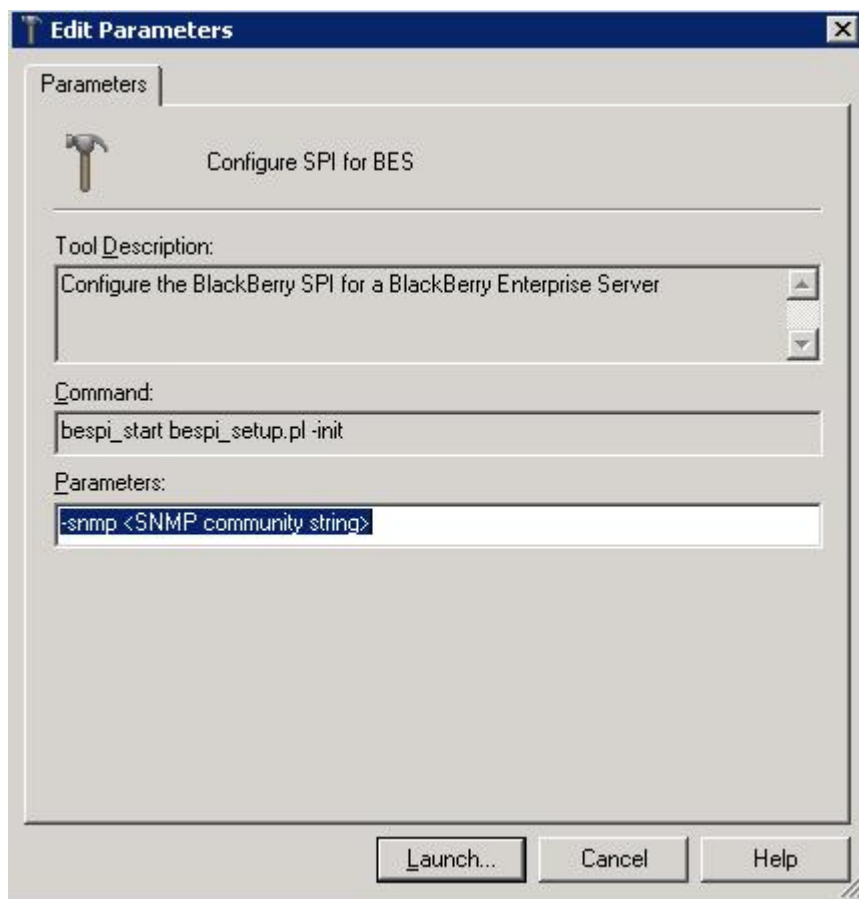 Edit Parameters
Parameters
Configure SPI for BES
Tool Description:
Configure the BlackBerry SPI for a BlackBerry Enterprise Server
Command:
bespi_start bespi_setup.pl -init
Parameters:
-snmp <SNMP community string>
Launch...
Cancel
Help